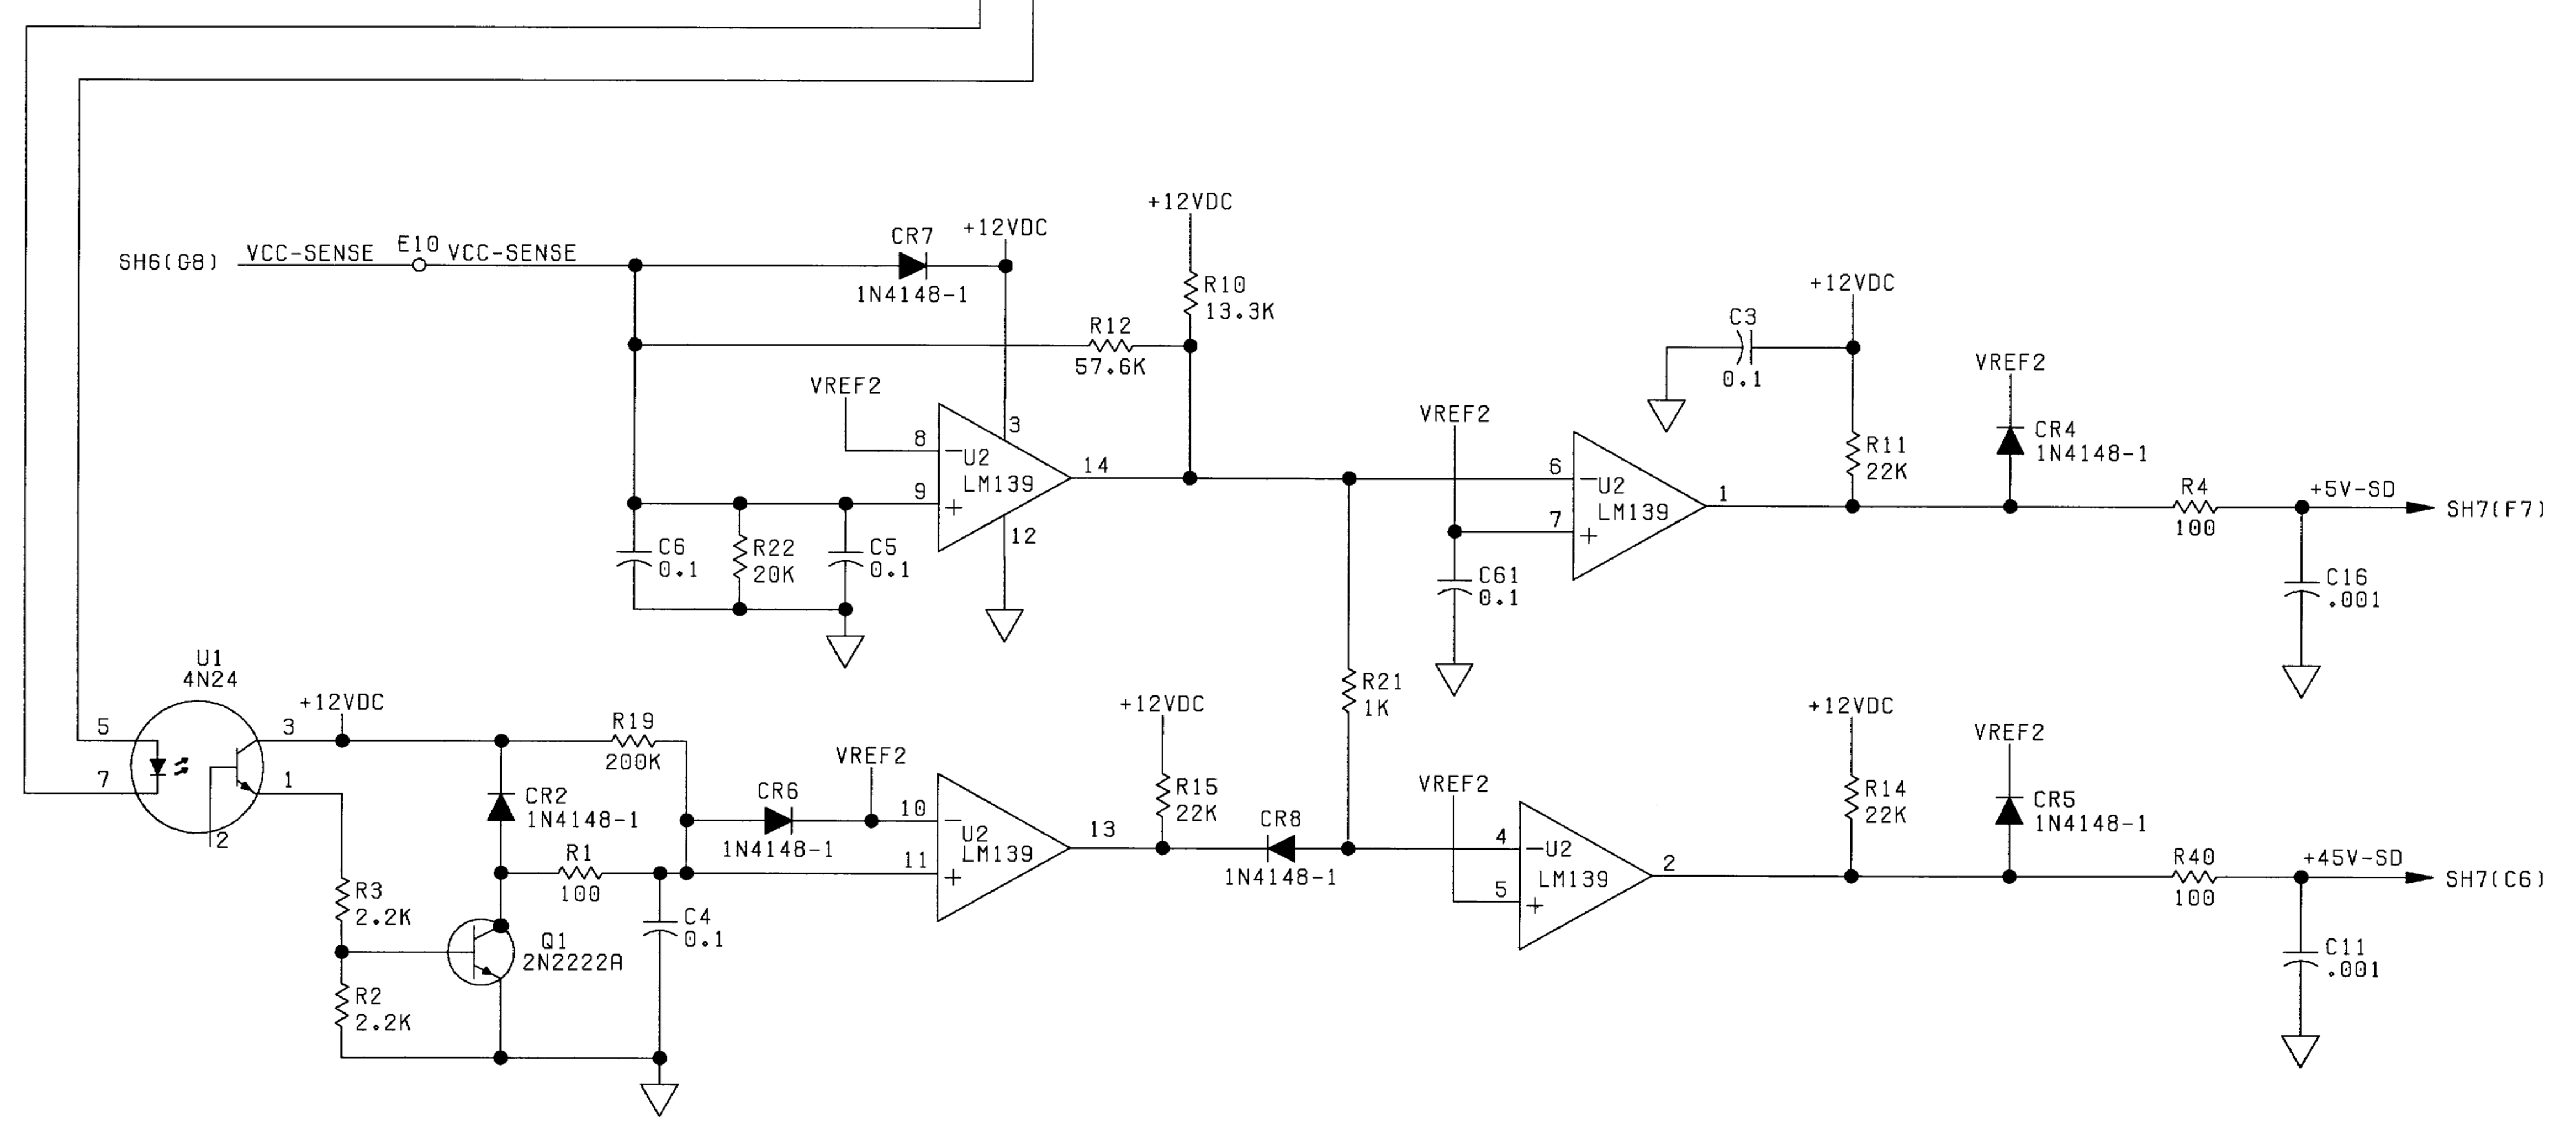 +12VDC
+12VDC
CR7
SH6(G8)
VCC-SENSE
E10
VCC-SENSE
1N4148-1
R10
13.3K
+12VDC
C3
0.1
R12
57.6K
VREF2
VREF2
VREF2
8
3
U2
LM139
14
9
12
6
U2
LM139
1
7
R11
22K
CR4
1N4148-1
R4
100
+5V-SD
SH7(F7)
C6
0.1
R22
20K
C5
0.1
C61
0.1
C16
.001
U1
4N24
+12VDC
5
3
7
1
2
R19
200K
R21
1K
+12VDC
+12VDC
VREF2
VREF2
VREF2
CR2
1N4148-1
CR6
1N4148-1
10
U2
LM139
13
11
R15
22K
CR8
1N4148-1
4
U2
LM139
2
5
R14
22K
CR5
1N4148-1
R1
100
R40
100
+45V-SD
SH7(C6)
R3
2.2K
C4
0.1
Q1
2N2222A
C11
.001
R2
2.2K